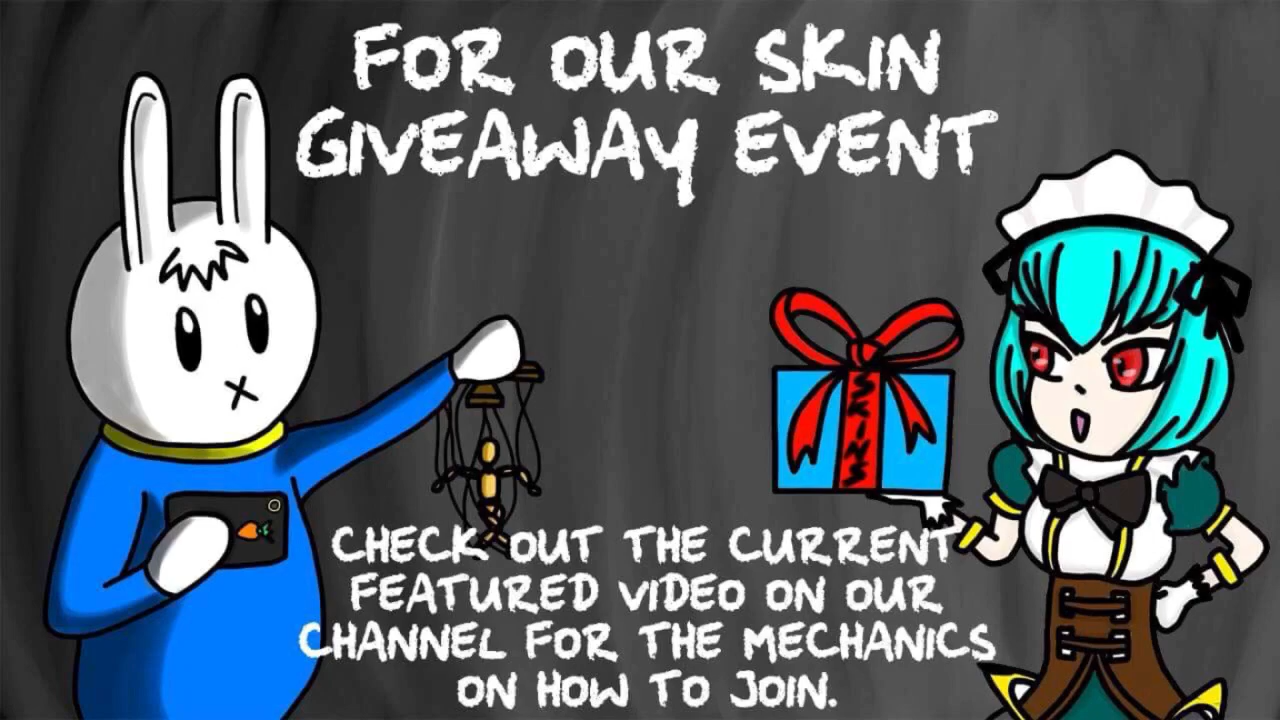 FOR OUR SKIN
GIVEAWAY EVENT
SKINS
CHECK OUT THE CURRENT
FEATURED VIDEO ON OUR
CHANNEL FOR THE MECHANICS
ON HOW TO JOIN.